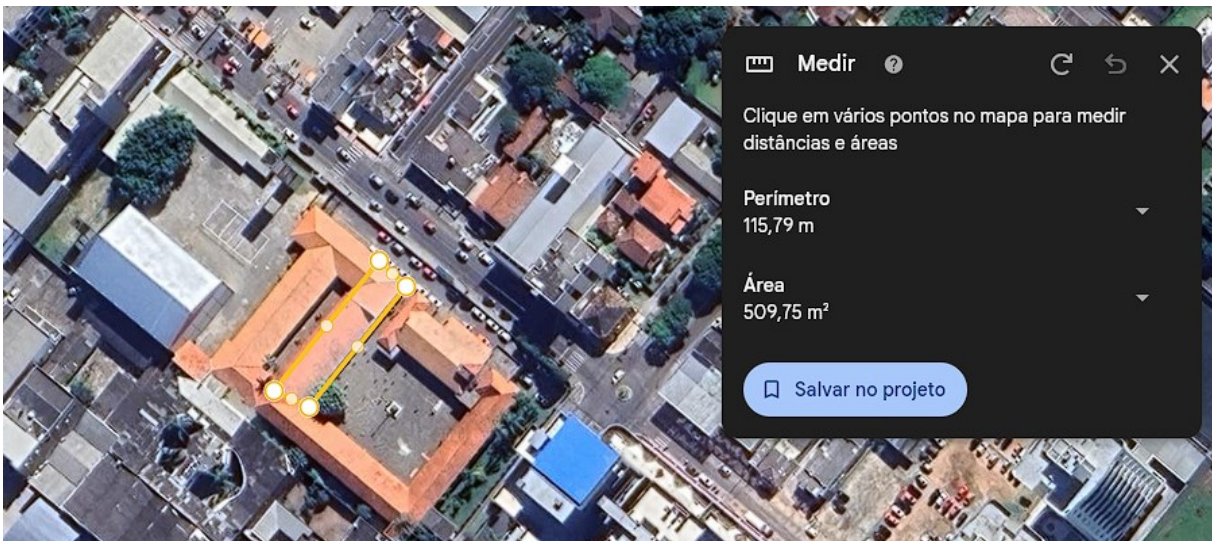 Medir
Clique em vários pontos no mapa para medir
distâncias e áreas
Perímetro
115,79 m
Área
509,75 m²
Salvar no projeto